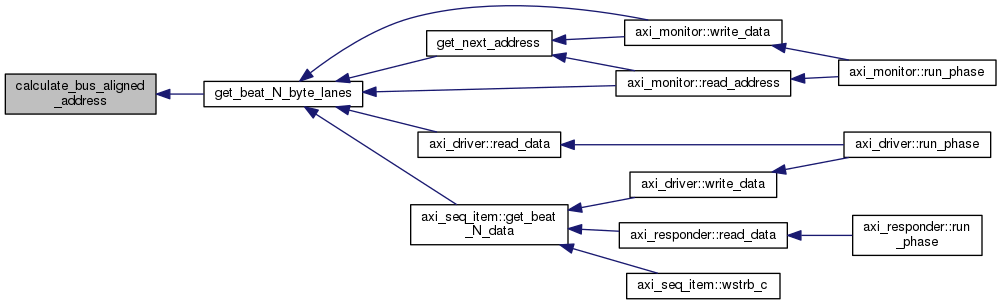 calculate_bus_aligned
_address
get_beat_N_byte_lanes
get_next_address
axi_monitor::write_data
axi_monitor::read_address
axi_monitor::run_phase
axi_driver::read_data
axi_driver::run_phase
axi_seq_item::get_beat
_N_data
axi_driver::write_data
axi_responder::read_data
axi_responder::run
_phase
axi_seq_item::wstrb_c